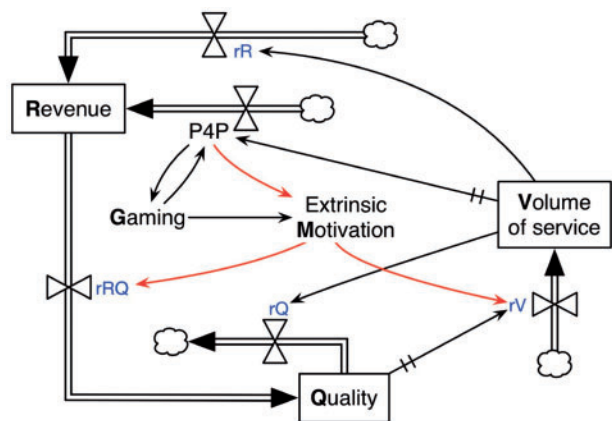 rR
Revenue
P4P
Gaming
Extrinsic
Motivation
Volume
of service
rRQ
rQ
rV
Quality